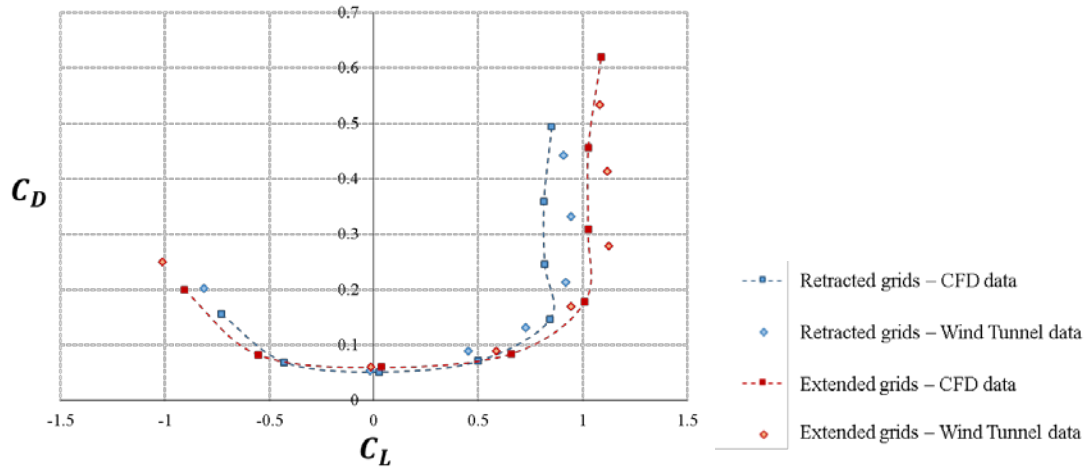 0.7
0.6
0.5
0.4
0.3
0.2
0.1
0
C_D
-1.5
-1
-0.5
0
0.5
1
1.5
C_L
Retracted grids – CFD data
Retracted grids – Wind Tunnel data
Extended grids – CFD data
Extended grids – Wind Tunnel data